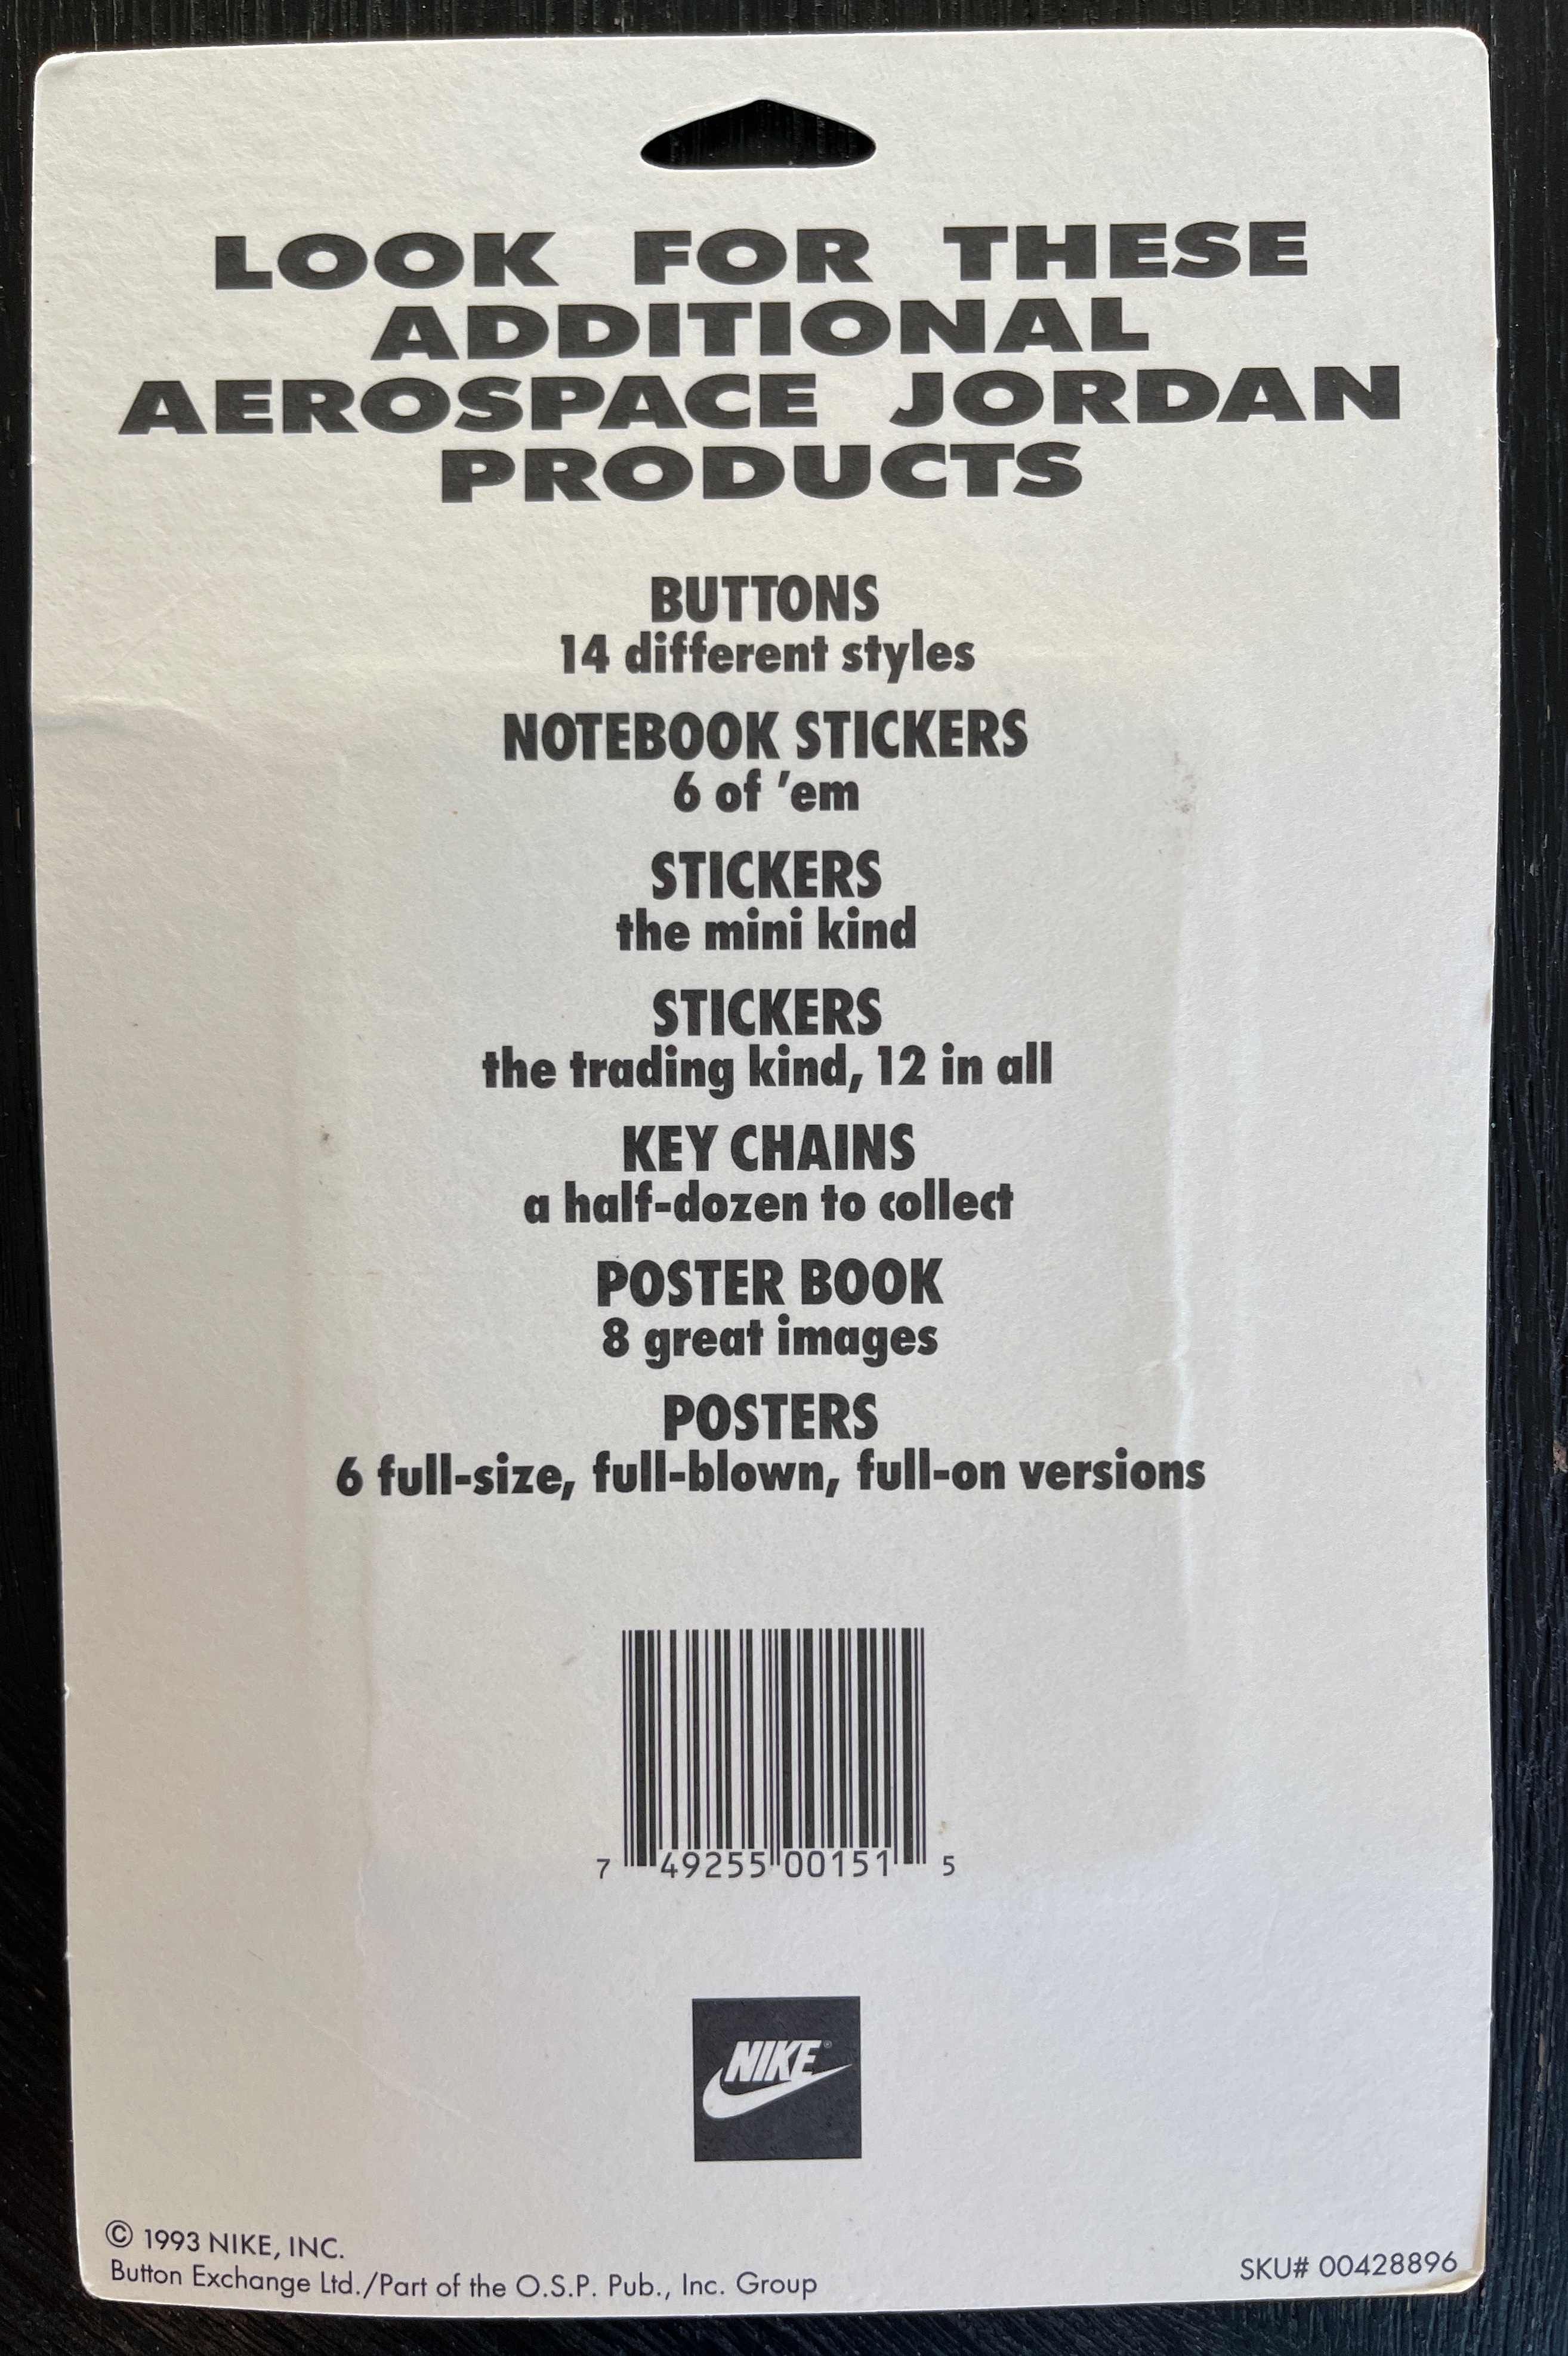 LOOK FOR THESE
ADDITIONAL
AEROSPACE JORDAN
PRODUCTS
BUTTONS
14 different styles
NOTEBOOK STICKERS
6 of 'em
STICKERS
the mini kind
STICKERS
the trading kind, 12 in all
KEY CHAINS
a half-dozen to collect
POSTER BOOK
8 great images
POSTERS
6 full-size, full-blown, full-on versions
7 49255 00151 5
NIKE®
© 1993 NIKE, INC.
Button Exchange Ltd./Part of the O.S.P. Pub., Inc. Group
SKU# 00428896